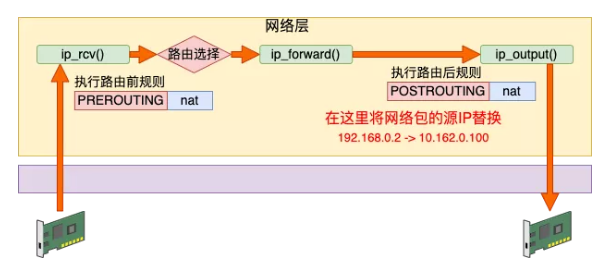 网络层
ip_rcv()
路由选择
ip_forward()
ip_output()
执行路由前规则
PREROUTING
nat
执行路由后规则
POSTROUTING
nat
在这里将网络包的源IP替换
192.168.0.2 -> 10.162.0.100